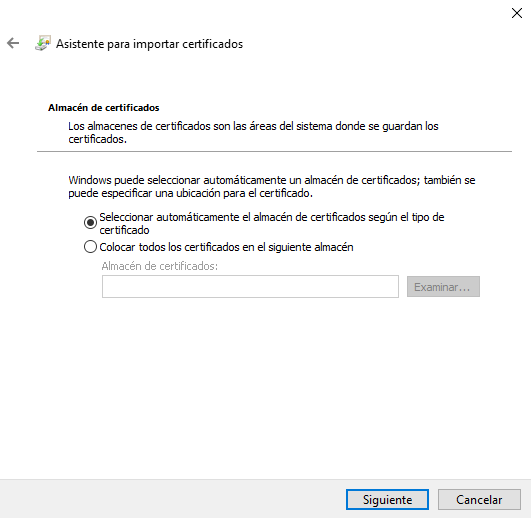 Asistente para importar certificados
Almacén de certificados
Los almacenes de certificados son las áreas del sistema donde se guardan los
certificados.
Windows puede seleccionar automáticamente un almacén de certificados; también se
puede especificar una ubicación para el certificado.
Seleccionar automáticamente el almacén de certificados según el tipo de
certificado
Colocar todos los certificados en el siguiente almacén
Almacén de certificados:
Examinar...
Siguiente
Cancelar